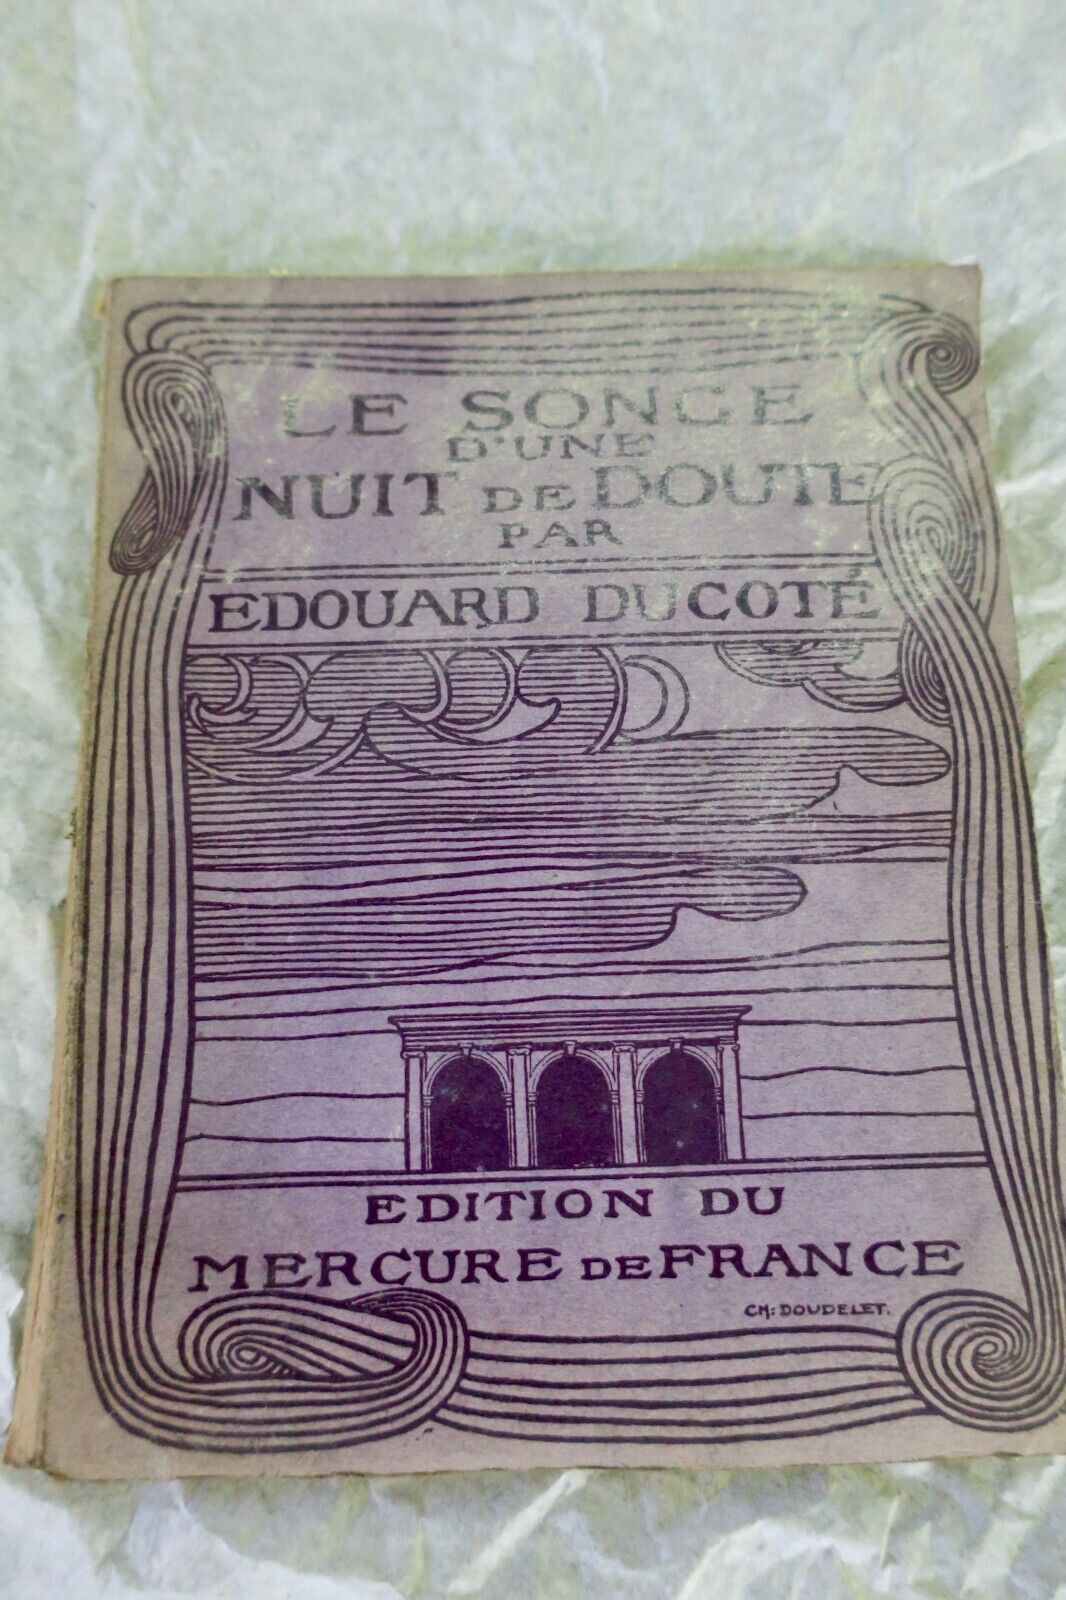 LE SONGE
D'UNE
NUIT DE DOUTE
PAR
EDOUARD DUCOTÉ
EDITION DU
MERCURE DE FRANCE
CH: DOUDELET.